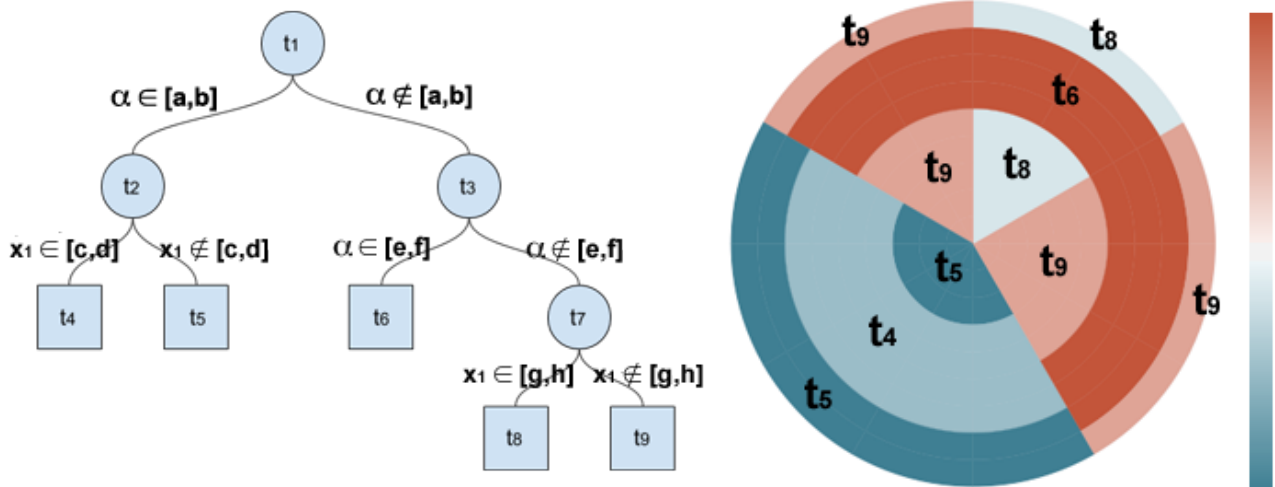 t1
α ∈ [a,b]
α ∉ [a,b]
t2
t3
x1 ∈ [c,d]
x1 ∉ [c,d]
α ∈ [e,f]
α ∉ [e,f]
t4
t5
t6
t7
x1 ∈ [g,h]
x1 ∉ [g,h]
t8
t9
t9
t8
t6
t9
t8
t9
t5
t9
t4
t5